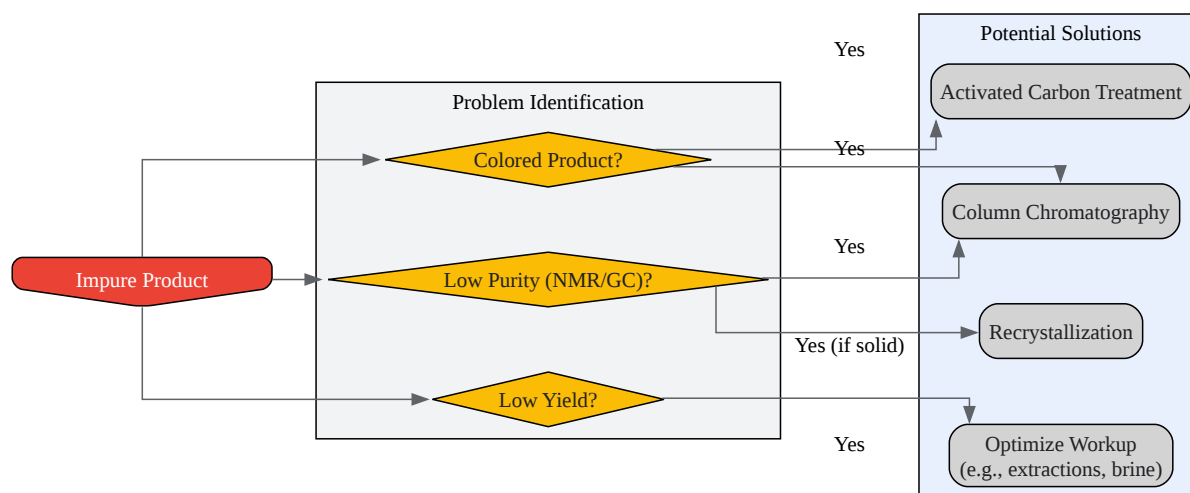 Yes
Potential Solutions
Activated Carbon Treatment
Problem Identification
Colored Product?
Yes
Column Chromatography
Yes
Impure Product
Low Purity (NMR/GC)?
Recrystallization
Yes (if solid)
Low Yield?
Yes
Optimize Workup
(e.g., extractions, brine)